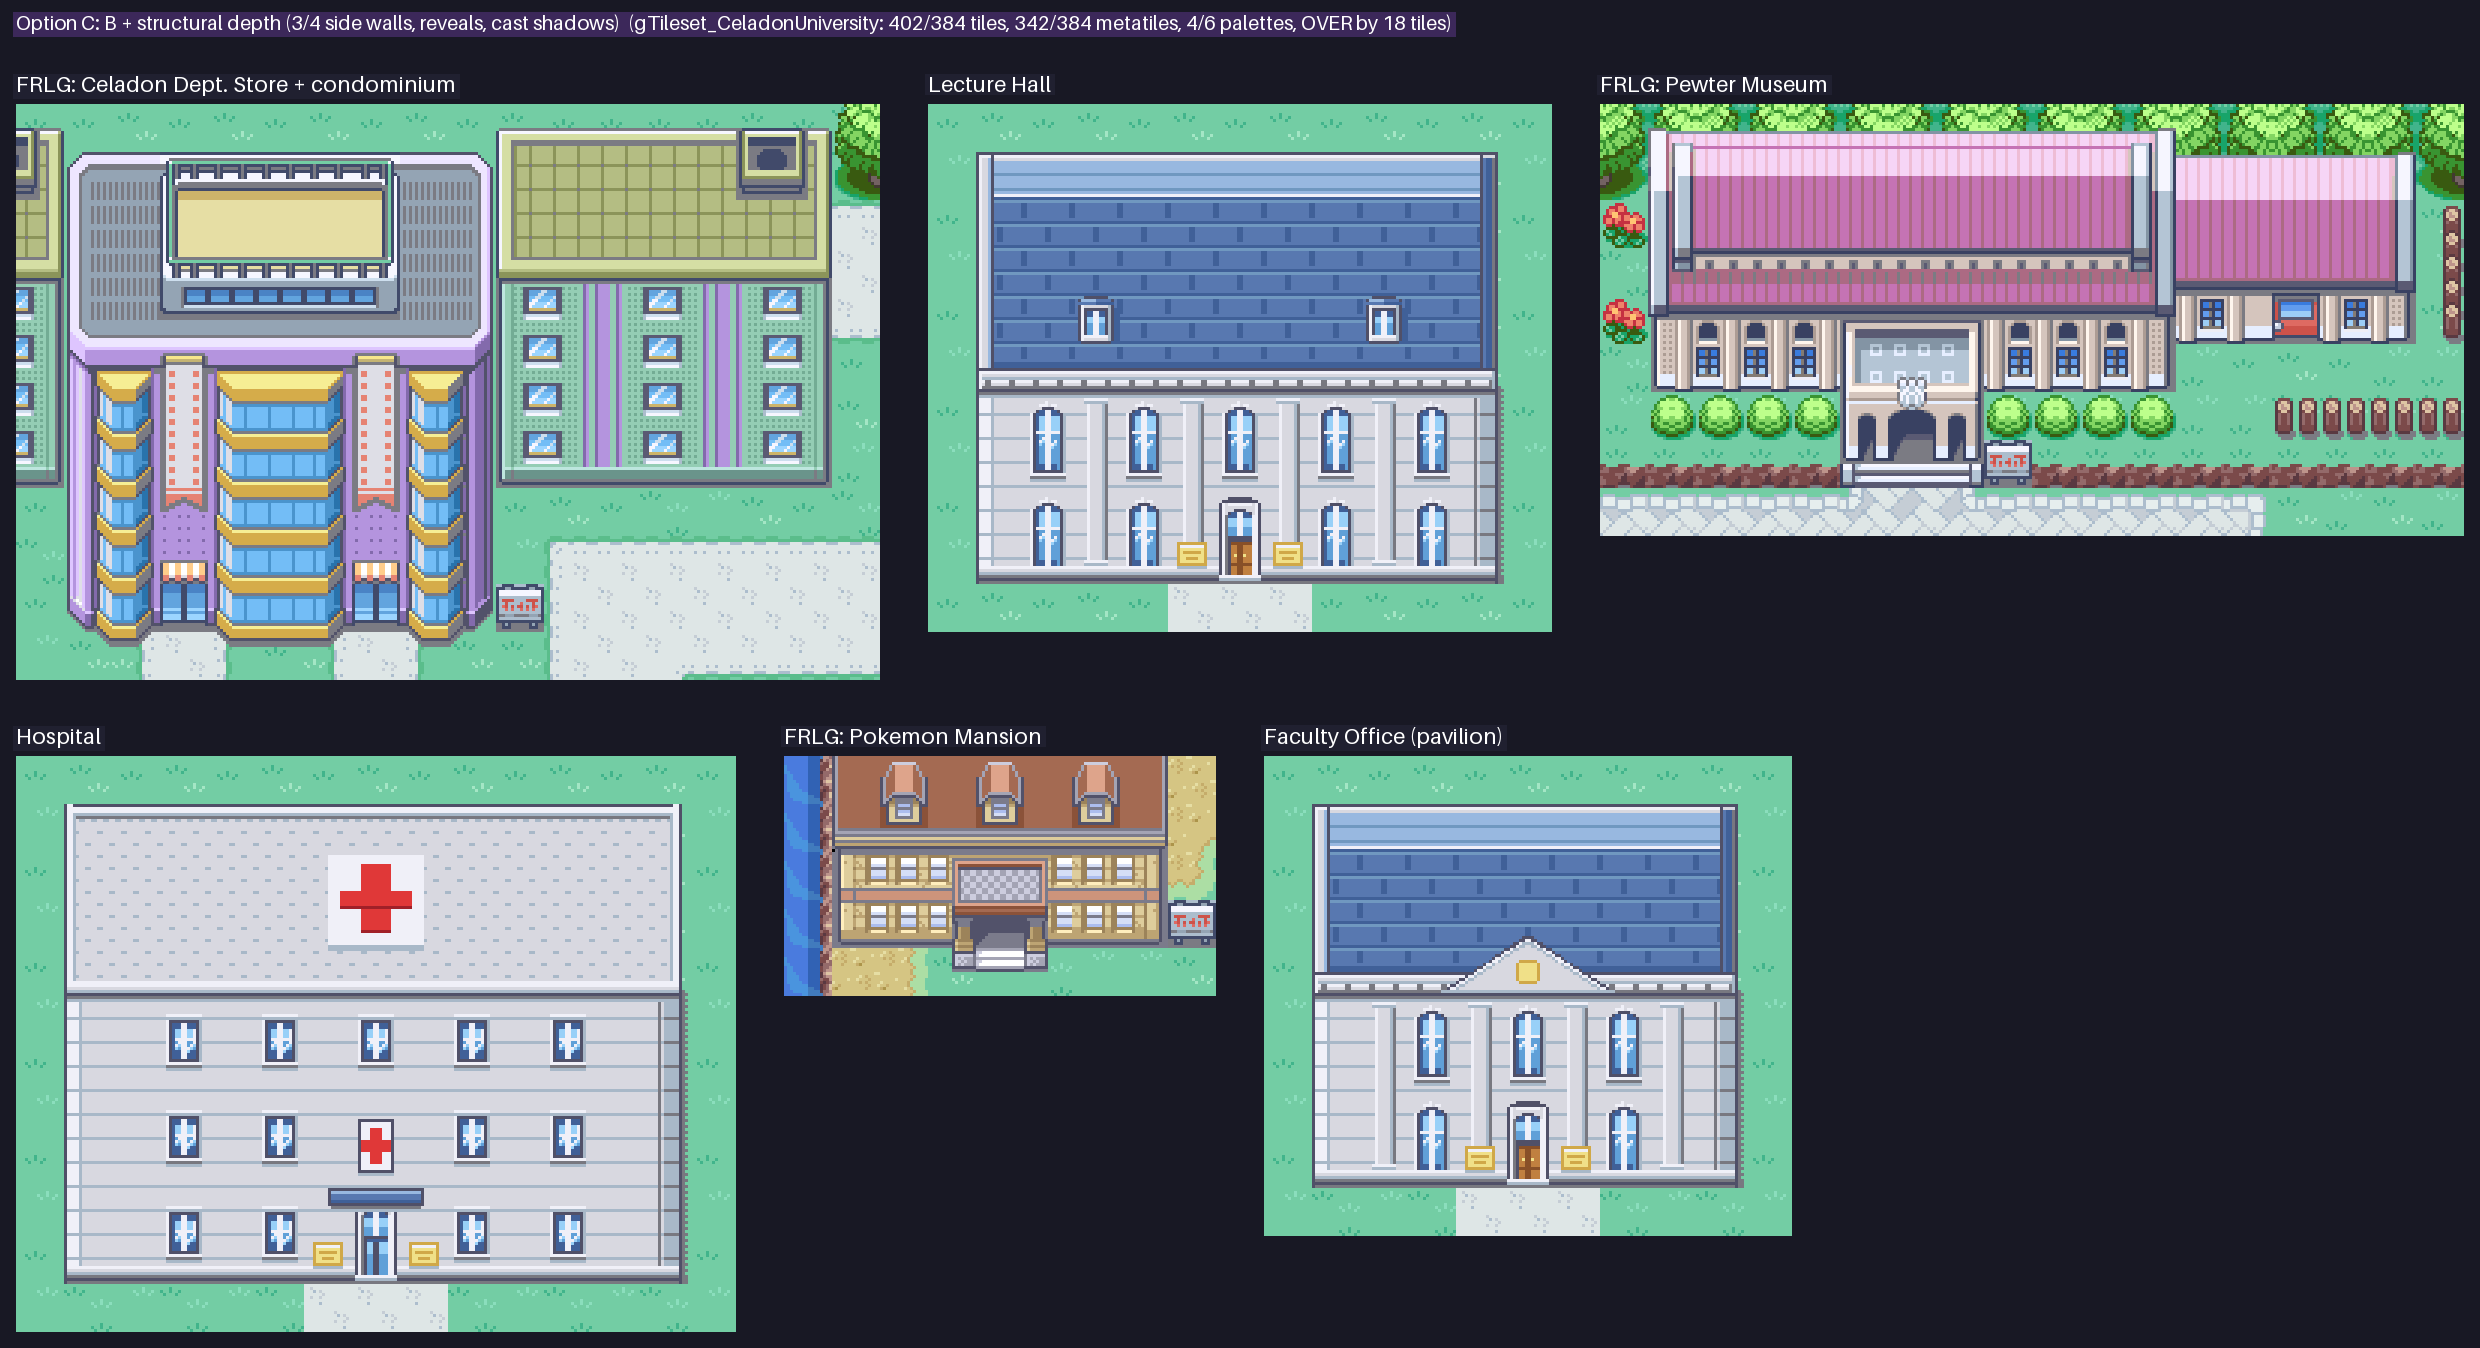 Option C: B + structural depth (3/4 side walls, reveals, cast shadows)  (gTileset_CeladonUniversity: 402/384 tiles, 342/384 metatiles, 4/6 palettes, OVER by 18 tiles)
FRLG: Celadon Dept. Store + condominium
Lecture Hall
FRLG: Pewter Museum
Hospital
FRLG: Pokemon Mansion
Faculty Office (pavilion)